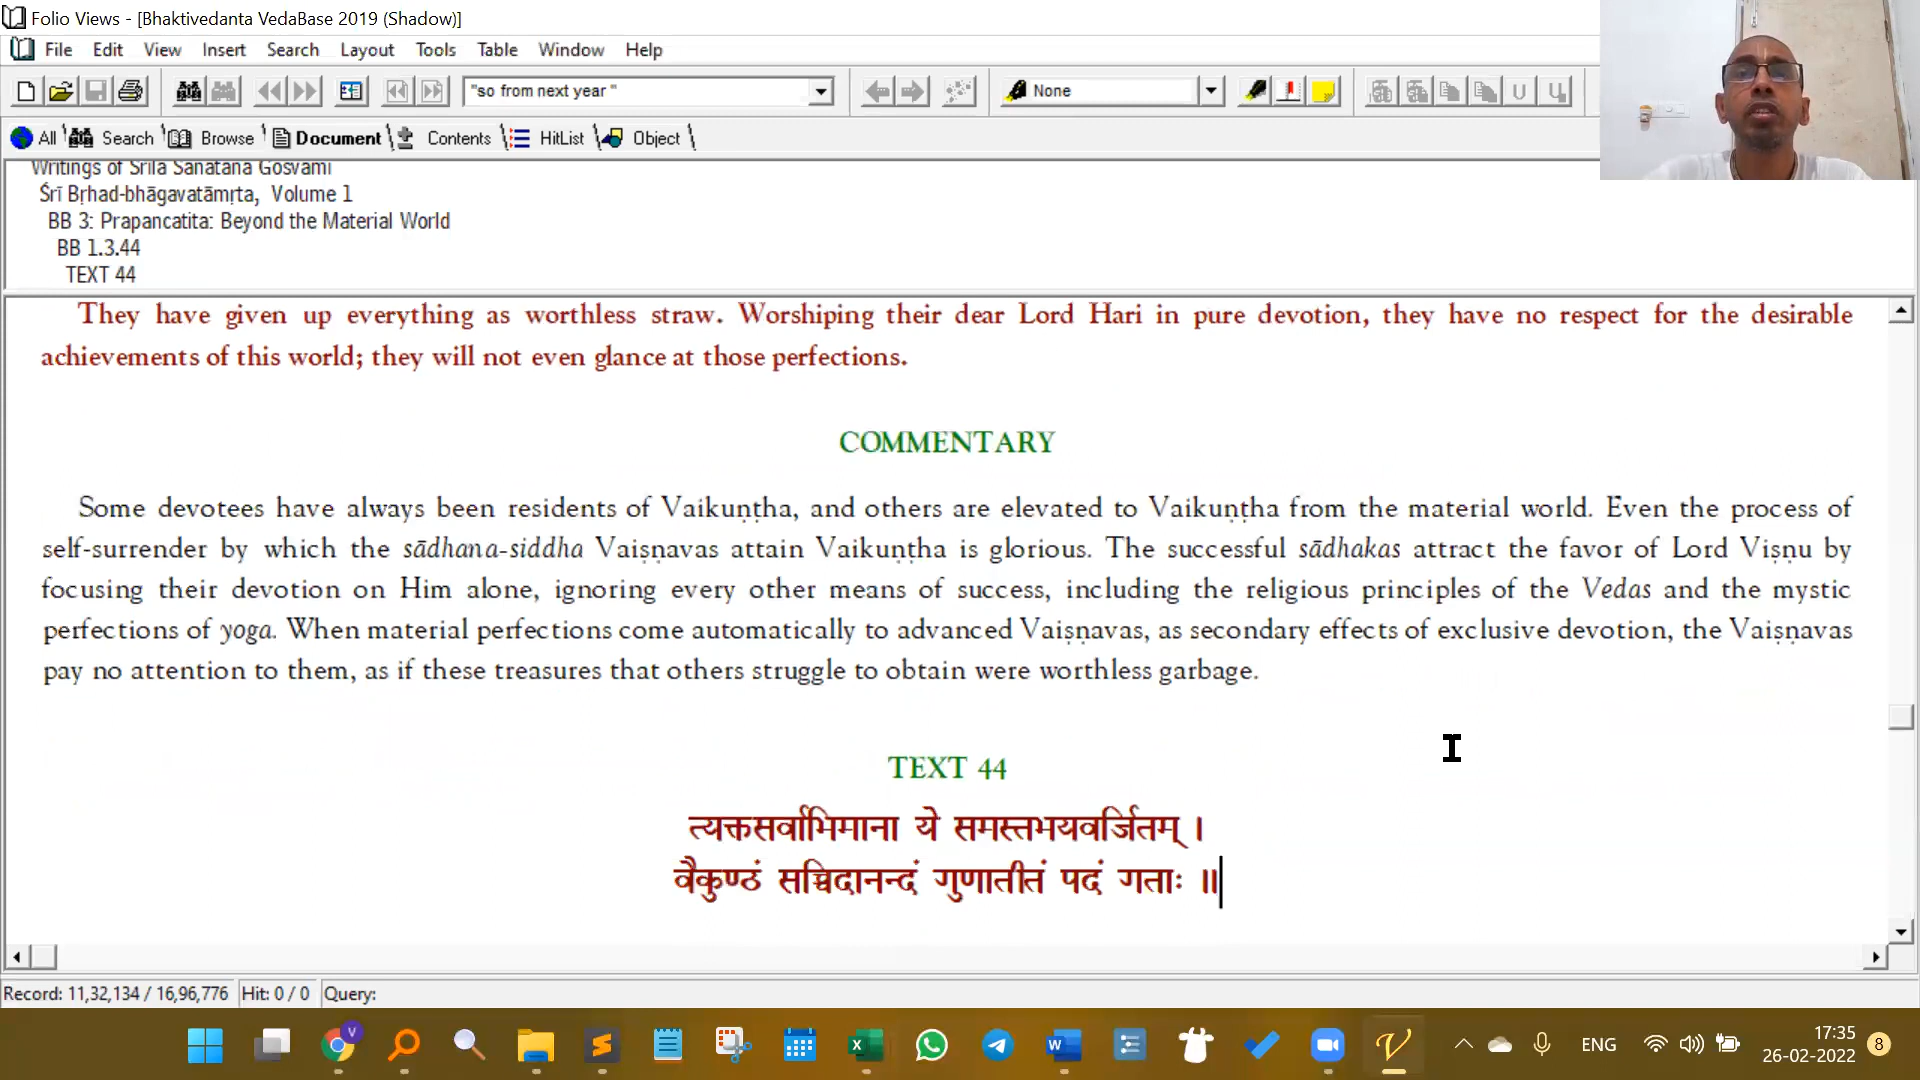 Folio Views - [Bhaktivedanta VedaBase 2019 (Shadow)]
File Edit View Insert Search Layout Tools Table Window Help
"so from next year " None
All Search Browse Document Contents HitList Object
Writings of Srila Sanatana Gosvami
Śrī Bṛhad-bhāgavatāmṛta, Volume 1
BB 3: Prapancatita: Beyond the Material World
BB 1.3.44
TEXT 44
They have given up everything as worthless straw. Worshiping their dear Lord Hari in pure devotion, they have no respect for the desirable
achievements of this world; they will not even glance at those perfections.
COMMENTARY
Some devotees have always been residents of Vaikuṇṭha, and others are elevated to Vaikuṇṭha from the material world. Even the process of
self-surrender by which the sādhana-siddha Vaiṣṇavas attain Vaikuṇṭha is glorious. The successful sādhakas attract the favor of Lord Viṣṇu by
focusing their devotion on Him alone, ignoring every other means of success, including the religious principles of the Vedas and the mystic
perfections of yoga. When material perfections come automatically to advanced Vaiṣṇavas, as secondary effects of exclusive devotion, the Vaiṣṇavas
pay no attention to them, as if these treasures that others struggle to obtain were worthless garbage.
TEXT 44
त्यक्तसर्वाभिमाना ये समस्तभयवर्जितम् ।
वैकुण्ठं सच्चिदानन्दं गुणातीतं पदं गताः ॥
Record: 11,32,134 / 16,96,776 Hit: 0 / 0 Query:
ENG 17:35
26-02-2022 8